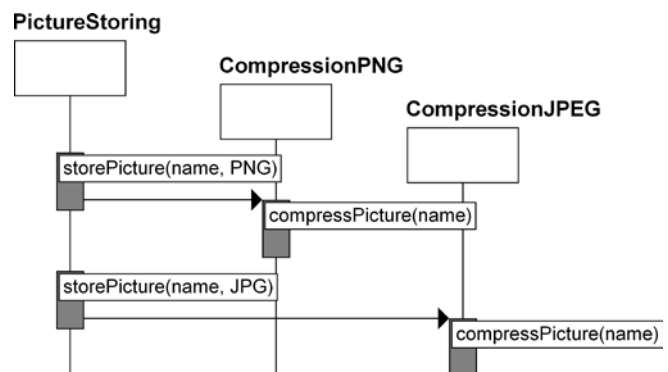 PictureStoring
CompressionPNG
CompressionJPEG
storePicture(name, PNG)
compressPicture(name)
storePicture(name, JPG)
compressPicture(name)